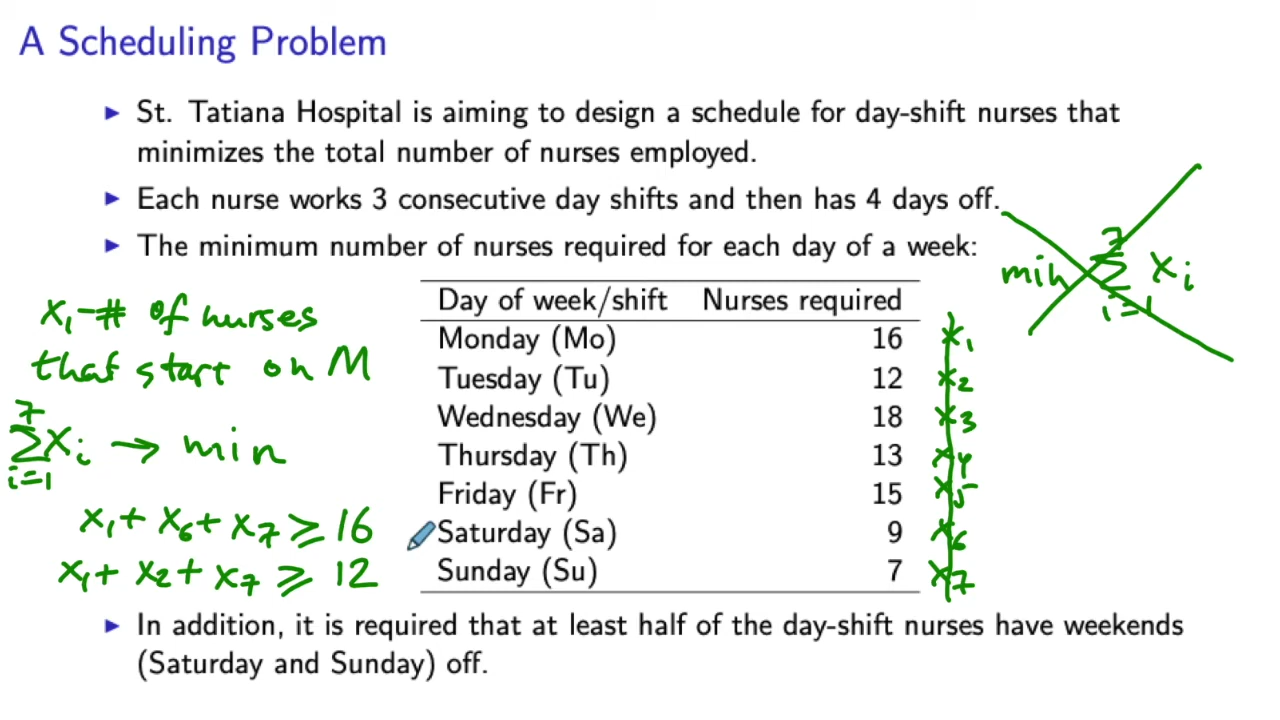 A Scheduling Problem
▶ St. Tatiana Hospital is aiming to design a schedule for day-shift nurses that
minimizes the total number of nurses employed.
▶ Each nurse works 3 consecutive day shifts and then has 4 days off.
▶ The minimum number of nurses required for each day of a week:
Day of week/shift Nurses required
Monday (Mo) 16 x₁
Tuesday (Tu) 12 x₂
Wednesday (We) 18 x₃
Thursday (Th) 13 x₄
Friday (Fr) 15 x₅
Saturday (Sa) 9 x₆
Sunday (Su) 7 x₇
min ∑ᵢ₌₁⁷ xᵢ
x₁ - # of nurses
that start on M
∑ᵢ₌₁⁷ xᵢ → min
x₁ + x₆ + x₇ ⩾ 16
x₁ + x₂ + x₇ ⩾ 12
▶ In addition, it is required that at least half of the day-shift nurses have weekends
(Saturday and Sunday) off.